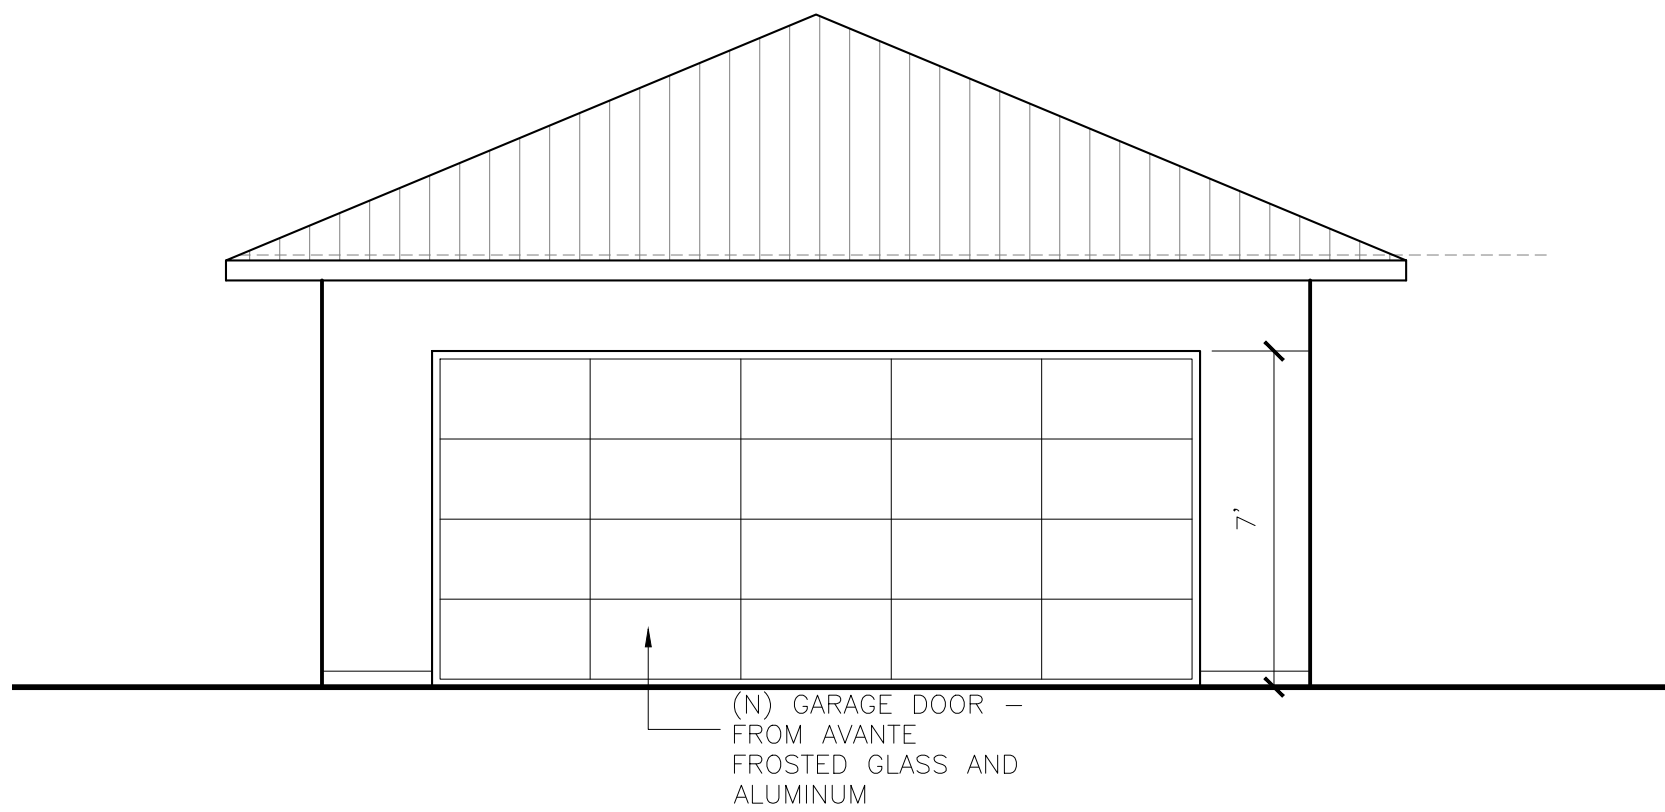 7'
(N) GARAGE DOOR –
FROM AVANTE
FROSTED GLASS AND
ALUMINUM